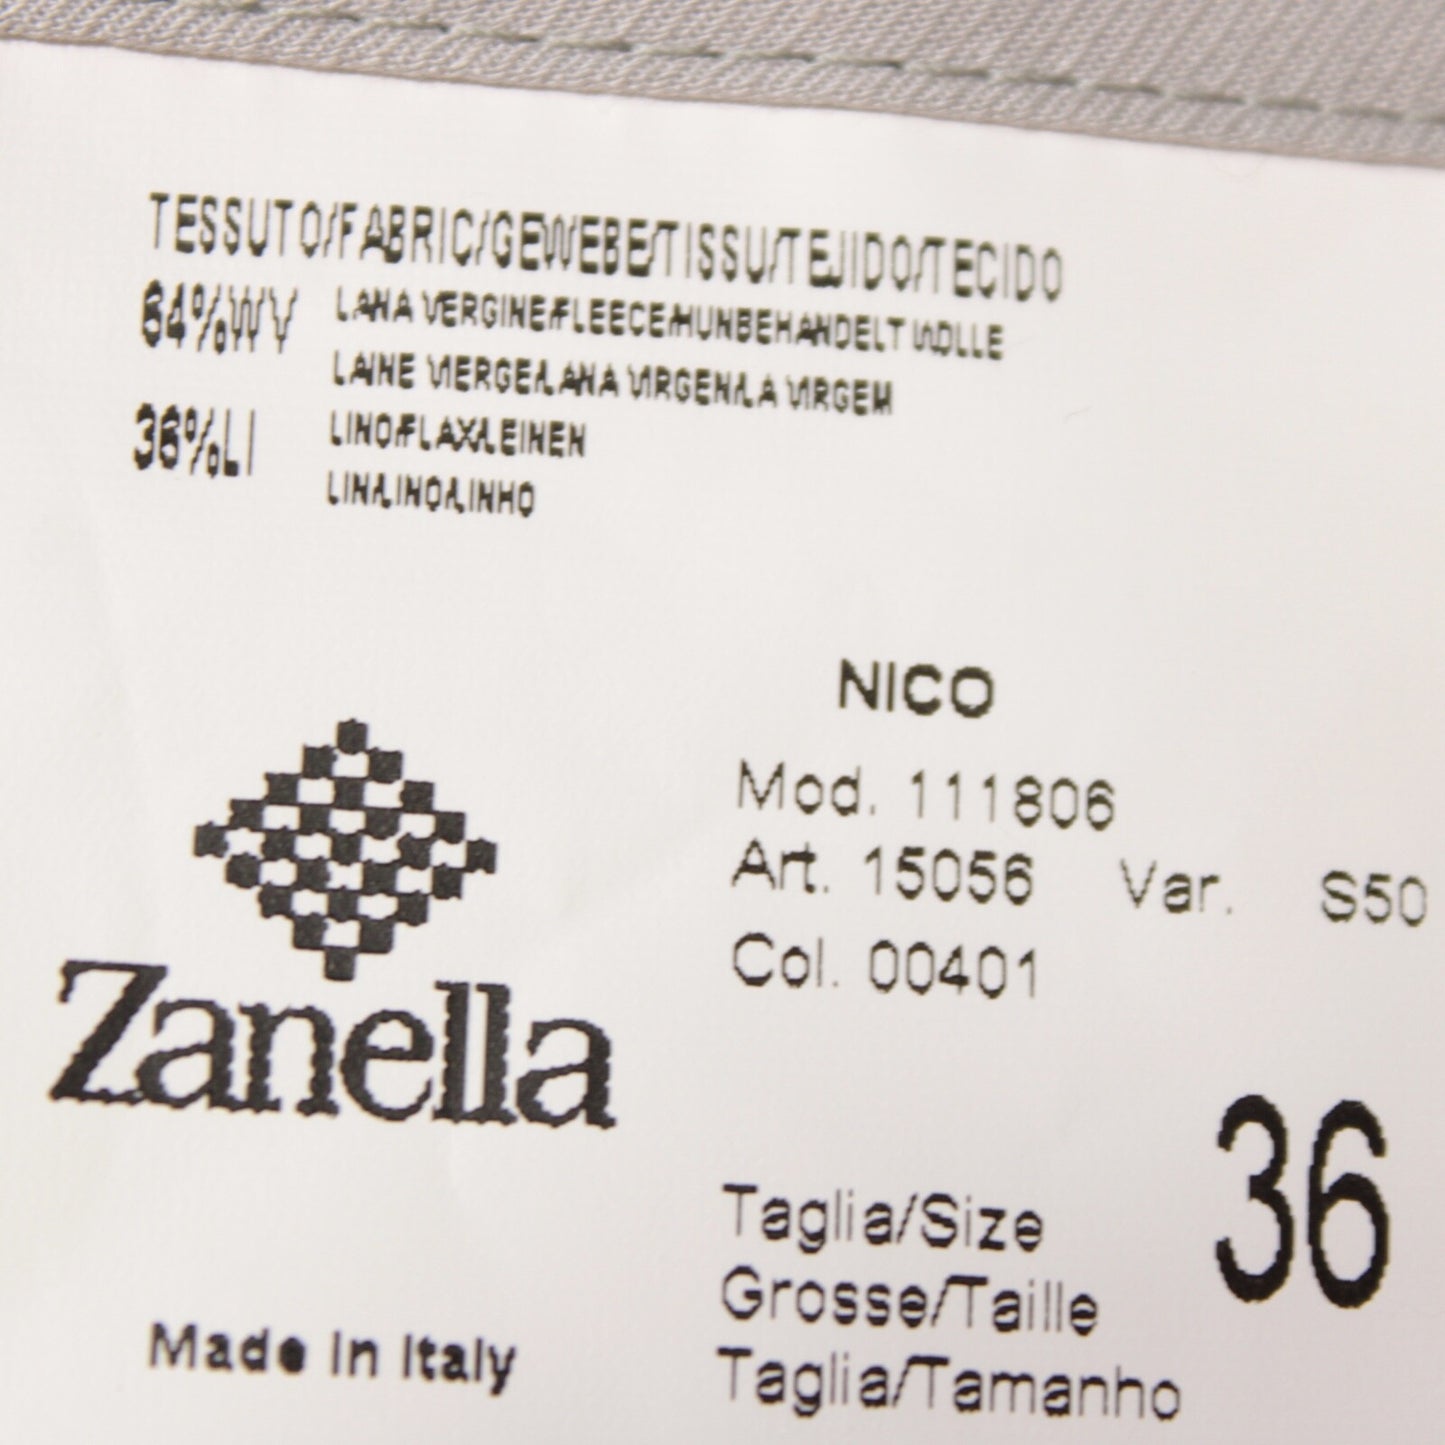 TESSUTO/FABRIC/GEWEBE/TISSU/TEJIDO/TECIDO
64%WV LANA VERGINE/FLEECE/HUNBEHANDELT WOLLE
LAINE VIERGE/LANA VIRGEN/LA VIRGEM
36%LI LINO/FLAX/LEINEN
LIN/LINO/LINHO
NICO
Mod. 111806
Art. 15056 Var. S50
Col. 00401
Zanella
Taglia/Size 36
Grosse/Taille
Taglia/Tamanho
Made in Italy